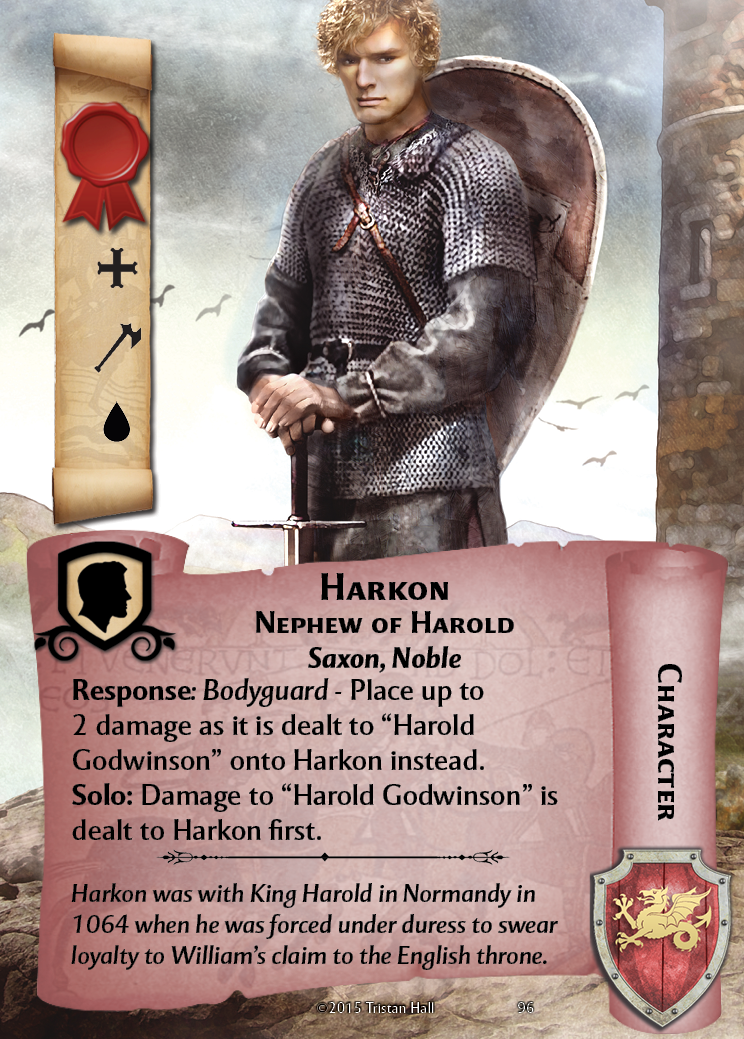 Harkon
Nephew of Harold
Saxon, Noble
Response: Bodyguard - Place up to
2 damage as it is dealt to “Harold
Godwinson” onto Harkon instead.
Solo: Damage to “Harold Godwinson” is
dealt to Harkon first.
Harkon was with King Harold in Normandy in
1064 when he was forced under duress to swear
loyalty to William’s claim to the English throne.
Character
©2015 Tristan Hall
96